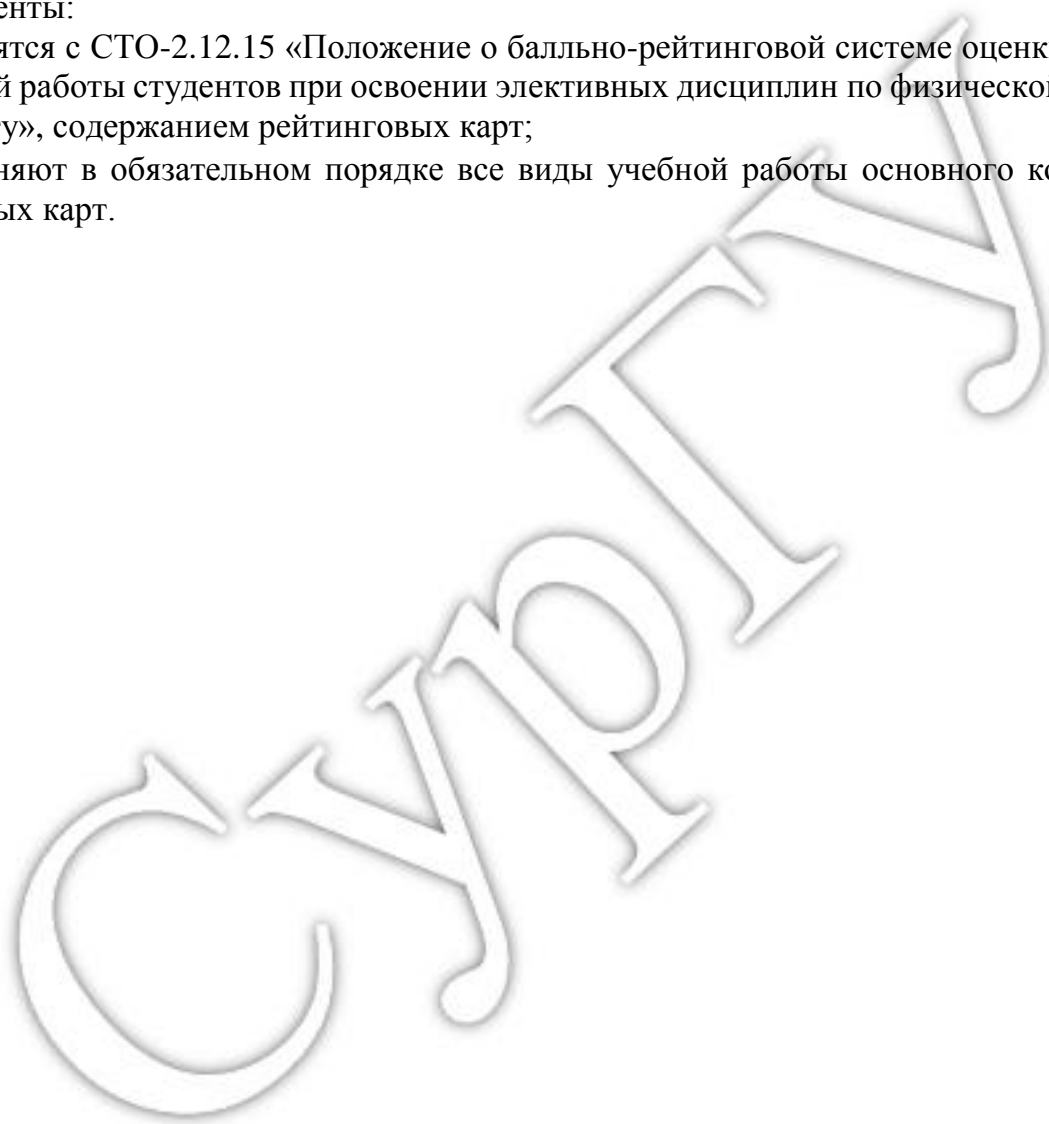 енты:
ятся с СТО-2.12.15 «Положение о балльно-рейтинговой системе оценк
й работы студентов при освоении элективных дисциплин по физической
у», содержанием рейтинговых карт;
няют в обязательном порядке все виды учебной работы основного ко
ых карт.
СурГУ